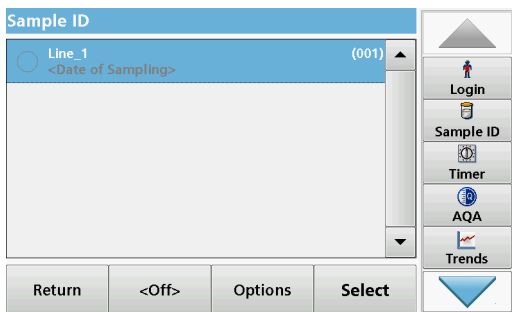 Sample ID
Line_1 (001)
<Date of Sampling>
Return <Off> Options Select
Login
Sample ID
Timer
AQA
Trends